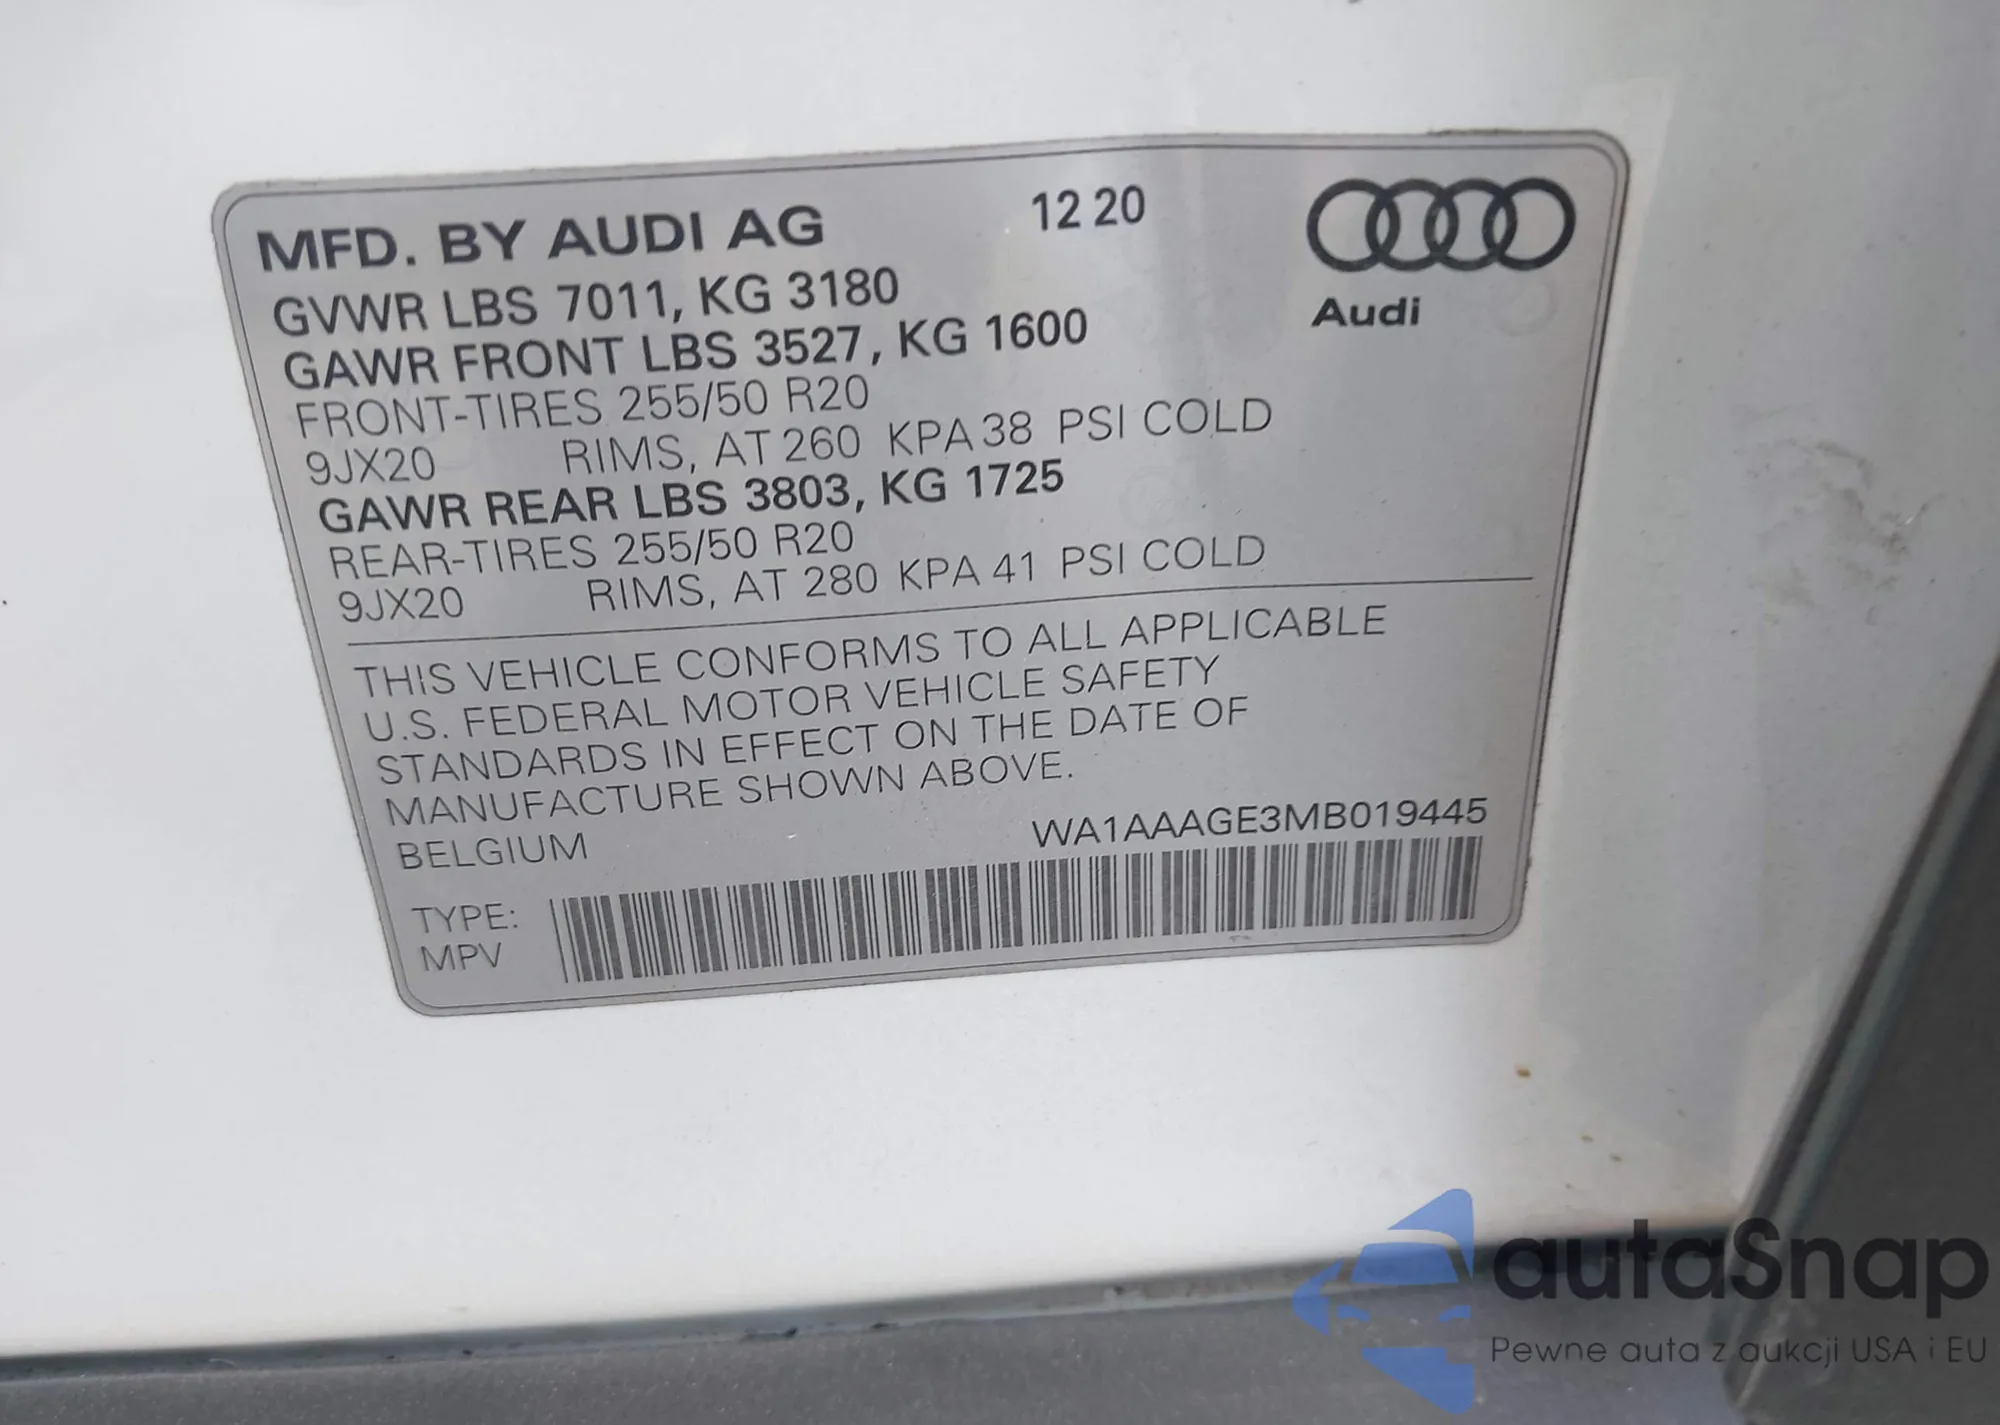 MFD. BY AUDI AG 12 20
Audi
GVWR LBS 7011, KG 3180
GAWR FRONT LBS 3527, KG 1600
FRONT-TIRES 255/50 R20
9JX20 RIMS, AT 260 KPA 38 PSI COLD
GAWR REAR LBS 3803, KG 1725
REAR-TIRES 255/50 R20
9JX20 RIMS, AT 280 KPA 41 PSI COLD
THIS VEHICLE CONFORMS TO ALL APPLICABLE
U.S. FEDERAL MOTOR VEHICLE SAFETY
STANDARDS IN EFFECT ON THE DATE OF
MANUFACTURE SHOWN ABOVE.
BELGIUM WA1AAAGE3MB019445
TYPE:
MPV
autaSnap
Pewne auta z aukcji USA i EU